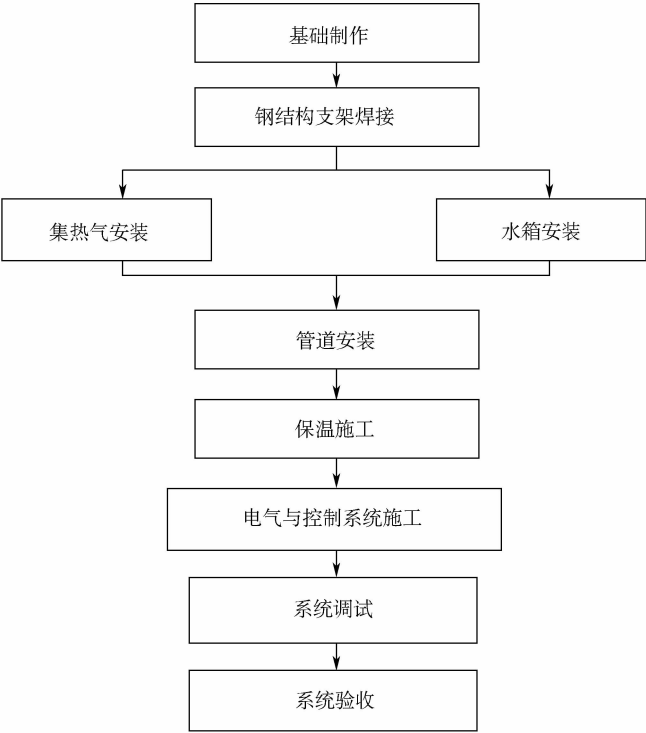 基础制作
钢结构支架焊接
集热气安装
水箱安装
管道安装
保温施工
电气与控制系统施工
系统调试
系统验收